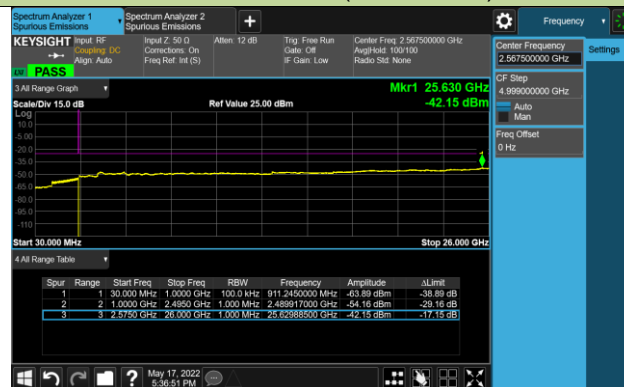 Spectrum Analyzer 1
Spurious Emissions
Spectrum Analyzer 2
Spurious Emissions
Frequency
KEYSIGHT
Input: RF
Coupling: DC
Align: Auto
Input Z: 50 Ω
Corrections: On
Freq Ref: Int (S)
Atten: 12 dB
Trig: Free Run
Gate: Off
IF Gain: Low
Center Freq: 2.567500000 GHz
Avg|Hold: 100/100
Radio Std: None
PASS
Center Frequency
2.567500000 GHz
Settings
CF Step
4.999000000 GHz
Auto
Man
Freq Offset
0 Hz
3 All Range Graph
Mkr1 25.630 GHz
-42.15 dBm
Scale/Div 15.0 dB
Ref Value 25.00 dBm
Log
10.0
-5.00
-20.0
-35.0
-50.0
-65.0
-80.0
-95.0
-110
1
Start 30.000 MHz
Stop 26.000 GHz
4 All Range Table
Spur Range Start Freq Stop Freq RBW Frequency Amplitude ΔLimit
1 1 30.000 MHz 1.0000 GHz 100.0 kHz 911.2450000 MHz -63.89 dBm -38.89 dB
2 2 1.0000 GHz 2.4950 GHz 1.000 MHz 2.489917000 GHz -54.16 dBm -29.16 dB
3 3 2.5750 GHz 26.000 GHz 1.000 MHz 25.62988500 GHz -42.15 dBm -17.15 dB
May 17, 2022
5:36:51 PM